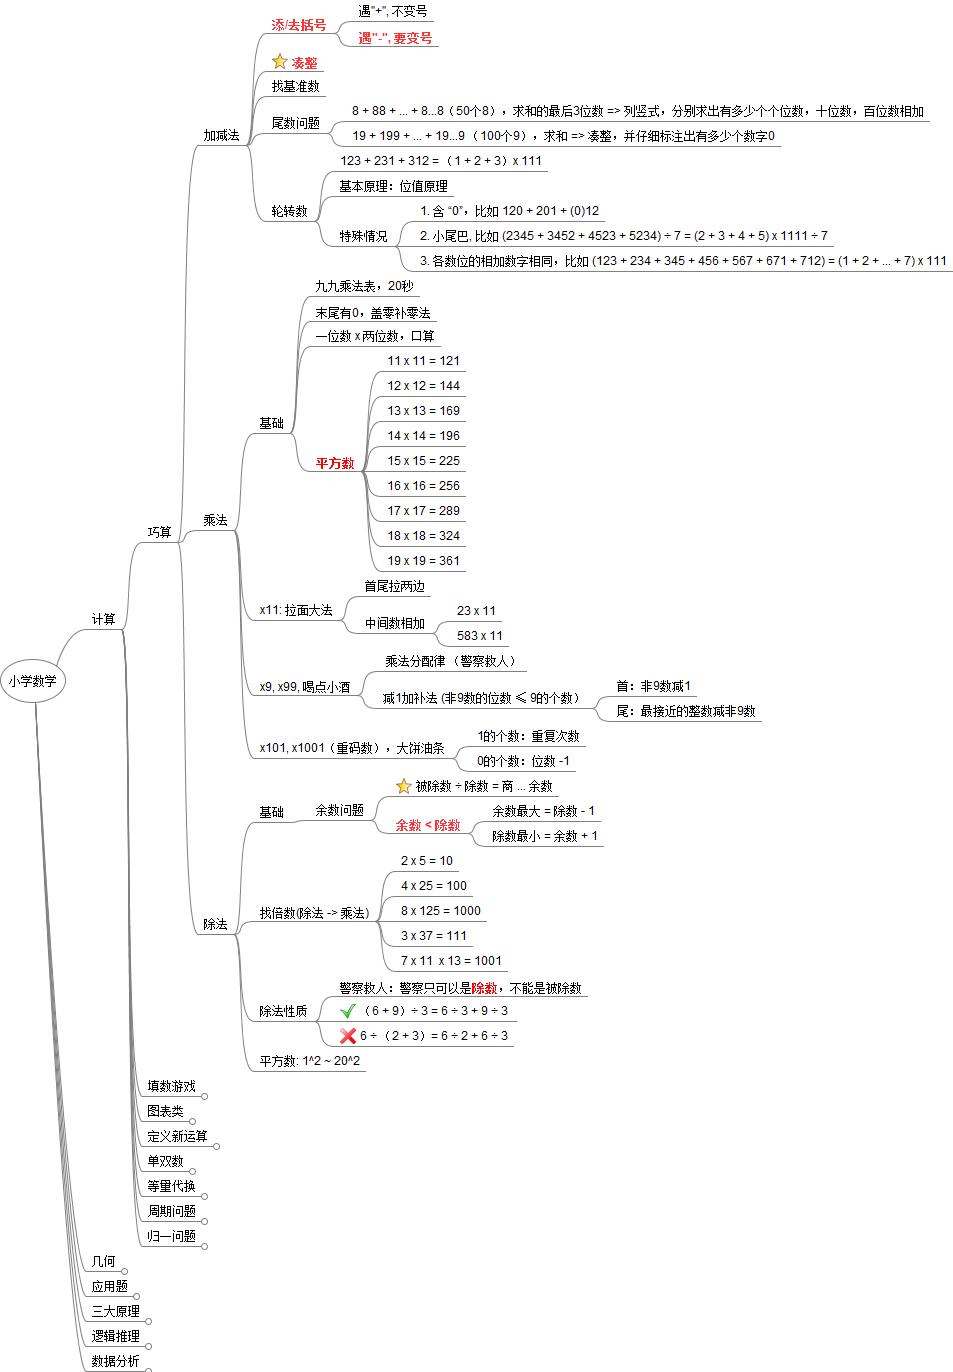 遇"+", 不变号
添/去括号
遇"-", 要变号
凑整
找基准数
8 + 88 + ... + 8...8（50个8），求和的最后3位数 => 列竖式，分别求出有多少个个位数，十位数，百位数相加
尾数问题
19 + 199 + ... + 19...9（100个9），求和 => 凑整，并仔细标注出有多少个数字0
加减法
123 + 231 + 312 =（1 + 2 + 3）x 111
基本原理：位值原理
轮转数
1. 含 “0”，比如 120 + 201 + (0)12
特殊情况
2. 小尾巴, 比如 (2345 + 3452 + 4523 + 5234) ÷ 7 = (2 + 3 + 4 + 5) x 1111 ÷ 7
3. 各数位的相加数字相同，比如 (123 + 234 + 345 + 456 + 567 + 671 + 712) = (1 + 2 + ... + 7) x 111
九九乘法表，20秒
末尾有0，盖零补零法
一位数 x 两位数，口算
基础
11 x 11 = 121
12 x 12 = 144
13 x 13 = 169
14 x 14 = 196
平方数
15 x 15 = 225
16 x 16 = 256
17 x 17 = 289
18 x 18 = 324
19 x 19 = 361
乘法
巧算
首尾拉两边
x11: 拉面大法
中间数相加
23 x 11
583 x 11
计算
乘法分配律 （警察救人）
x9, x99, 喝点小酒
减1加补法 (非9数的位数 ≤ 9的个数）
首：非9数减1
尾：最接近的整数减非9数
小学数学
1的个数：重复次数
x101, x1001（重码数），大饼油条
0的个数：位数 -1
被除数 ÷ 除数 = 商 ... 余数
基础
余数问题
余数 < 除数
余数最大 = 除数 - 1
除数最小 = 余数 + 1
2 x 5 = 10
4 x 25 = 100
找倍数(除法 -> 乘法)
8 x 125 = 1000
3 x 37 = 111
7 x 11 x 13 = 1001
除法
警察救人：警察只可以是除数，不能是被除数
除法性质
（6 + 9）÷ 3 = 6 ÷ 3 + 9 ÷ 3
6 ÷（2 + 3）= 6 ÷ 2 + 6 ÷ 3
平方数: 1^2 ~ 20^2
填数游戏
图表类
定义新运算
单双数
等量代换
周期问题
归一问题
几何
应用题
三大原理
逻辑推理
数据分析